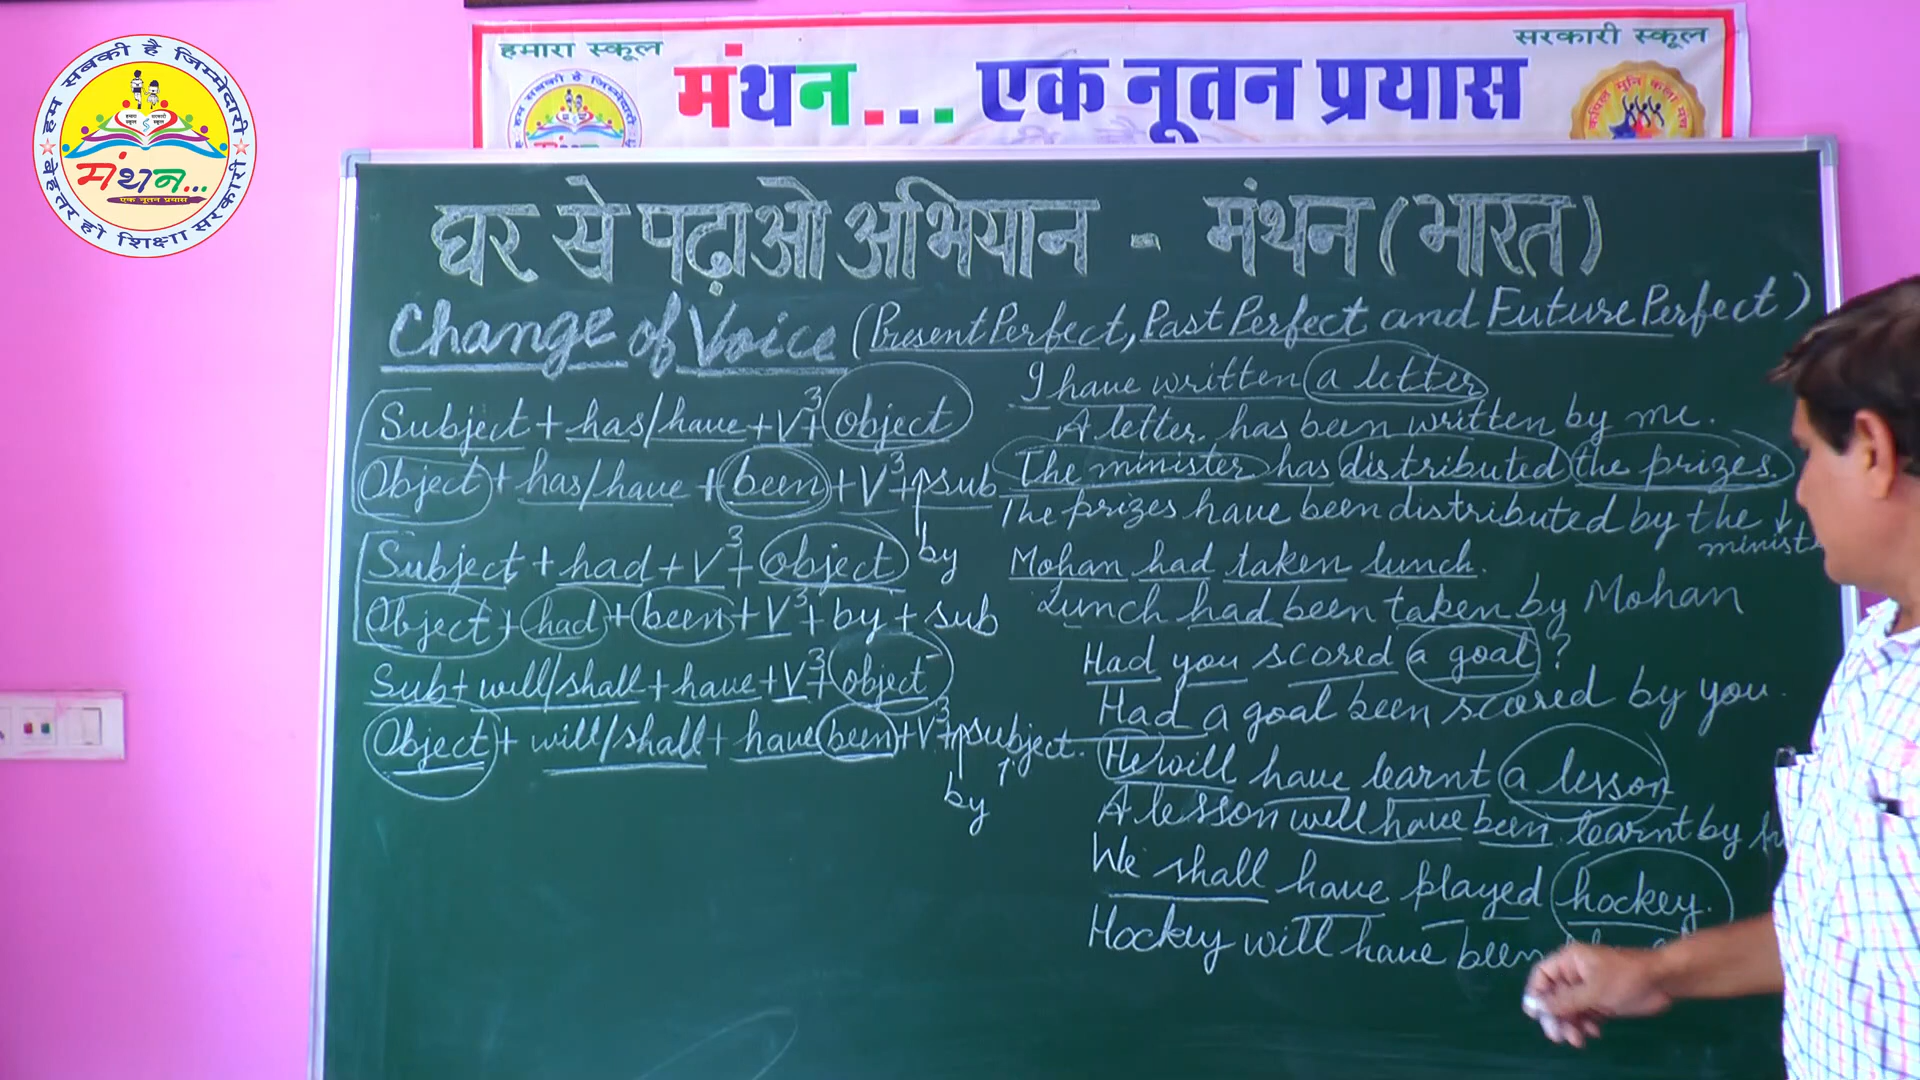 हम सबकी है जिम्मेदारी
बेहतर हो शिक्षा सरकारी
मंथन...
एक नूतन प्रयास
हमारा स्कूल
सरकारी स्कूल
मंथन... एक नूतन प्रयास
घर से पढ़ाओ अभियान - मंथन (भारत)
Change of Voice (Present Perfect, Past Perfect and Future Perfect)
Subject + has/have + V3 + object
Object + has/have + been + V3 + sub
by
Subject + had + V3 + object
Object + had + been + V3 + by + sub
Sub + will/shall + have + V3 + object
Object + will/shall + have been + V3 + subject.
by
I have written a letter
A letter. has been written by me.
The minister has distributed the prizes.
The prizes have been distributed by the
minist
Mohan had taken lunch.
Lunch had been taken by Mohan
Had you scored a goal?
Had a goal been scored by you.
He will have learnt a lesson
A lesson will have been learnt by
We shall have played hockey.
Hockey will have been